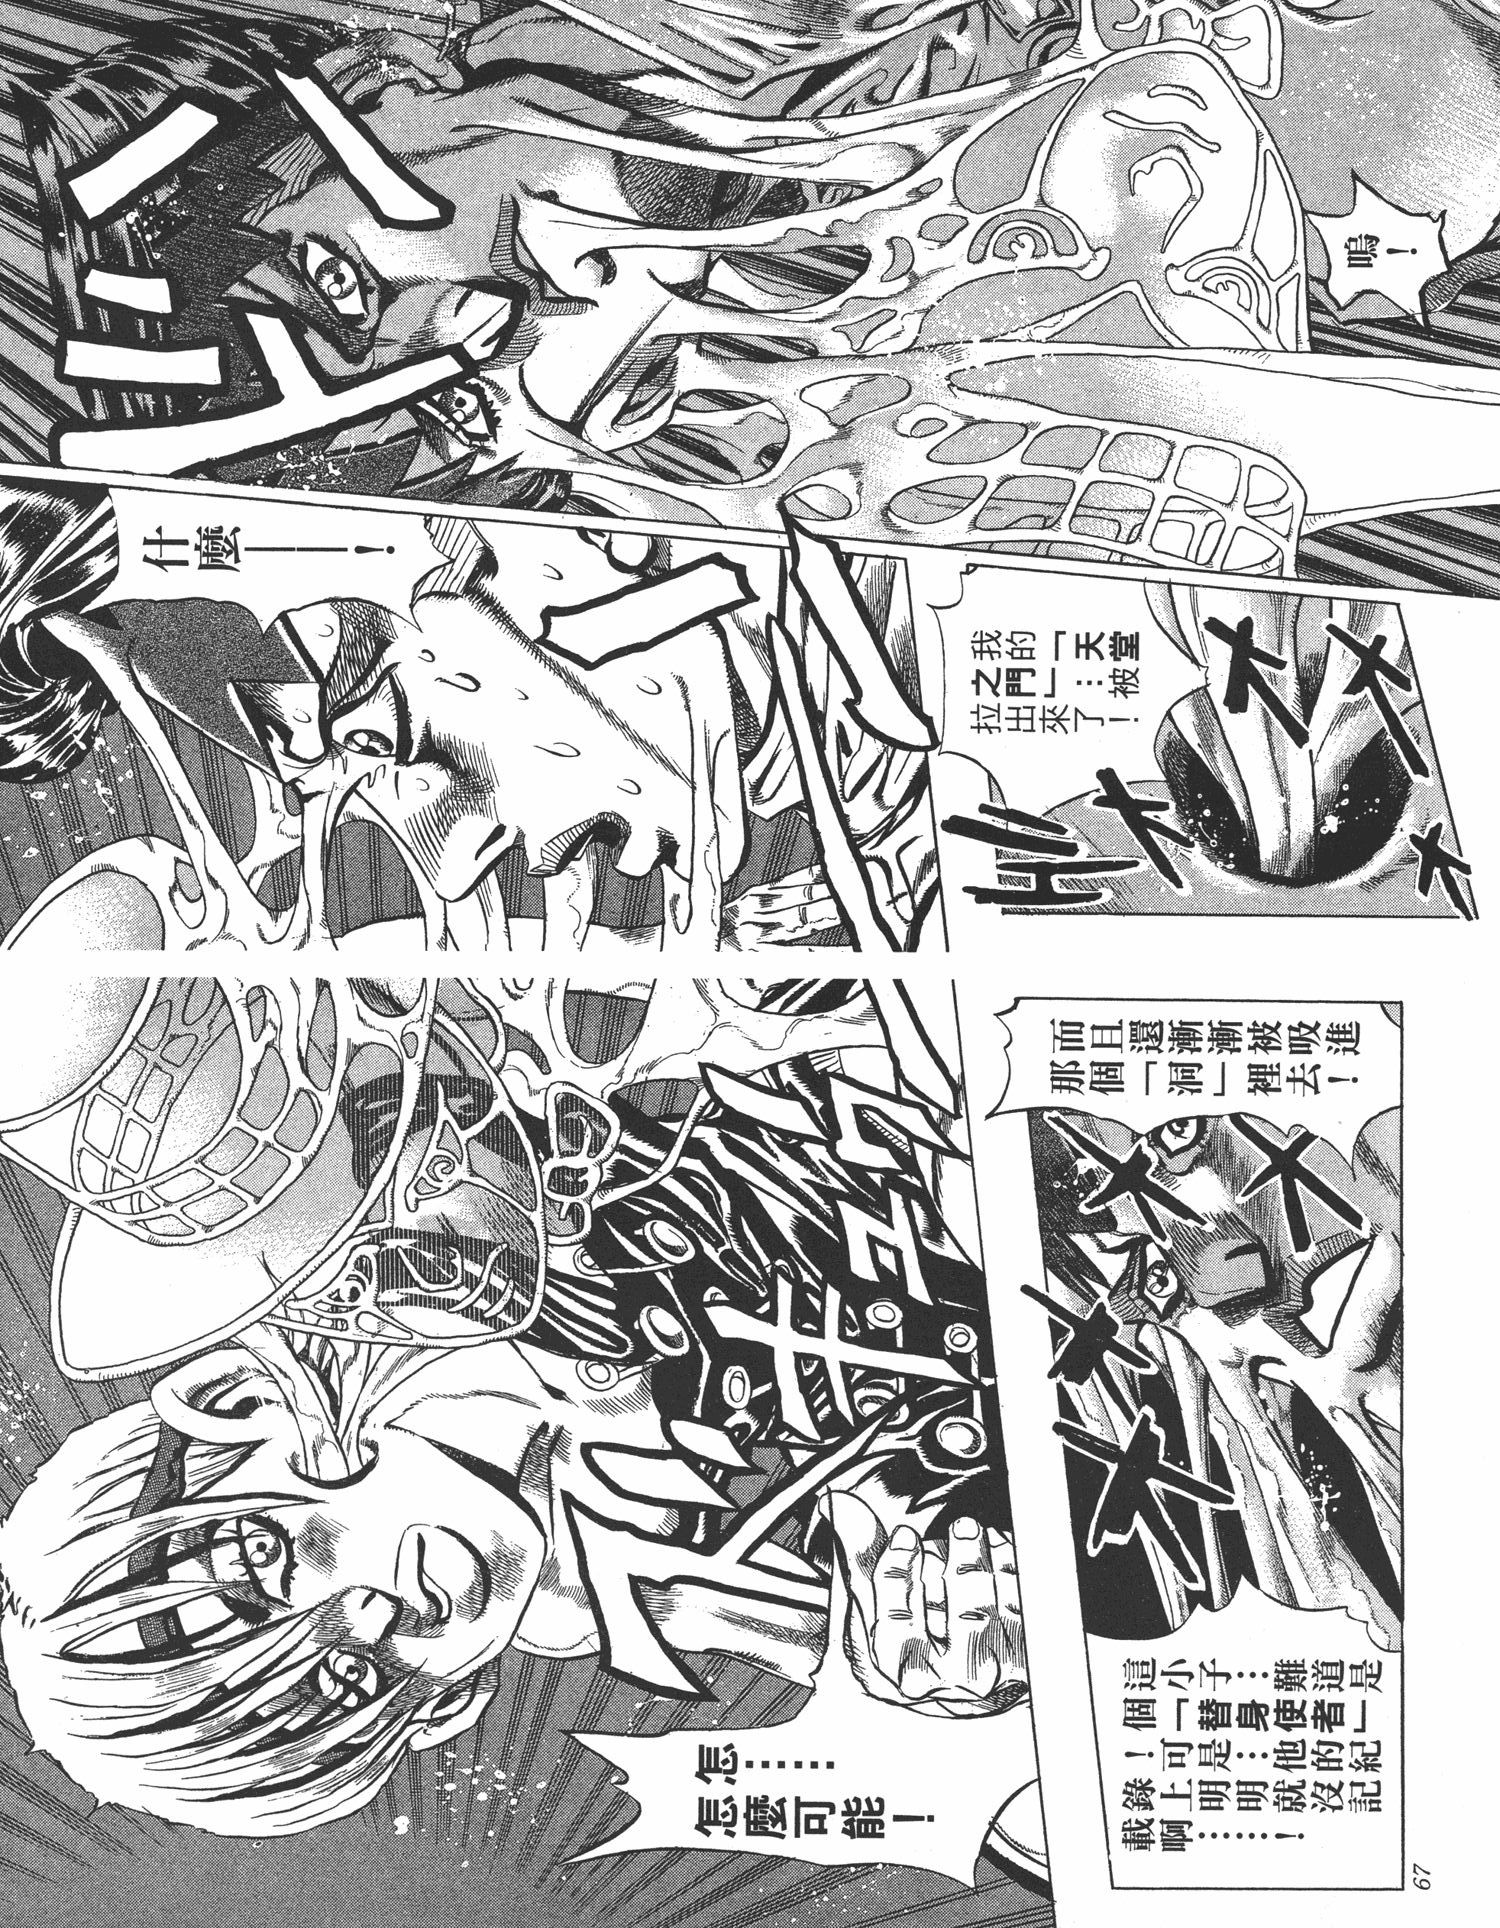 嗚！
什
麼———！
我的「天堂
之門」…被
拉出來了！
而且還漸漸被吸進
那個「洞」裡去！
怎……
怎麼可能！
這小子…難道是
個「替身使者」
！可是…他的紀
錄上明明就沒記
載啊……！
67